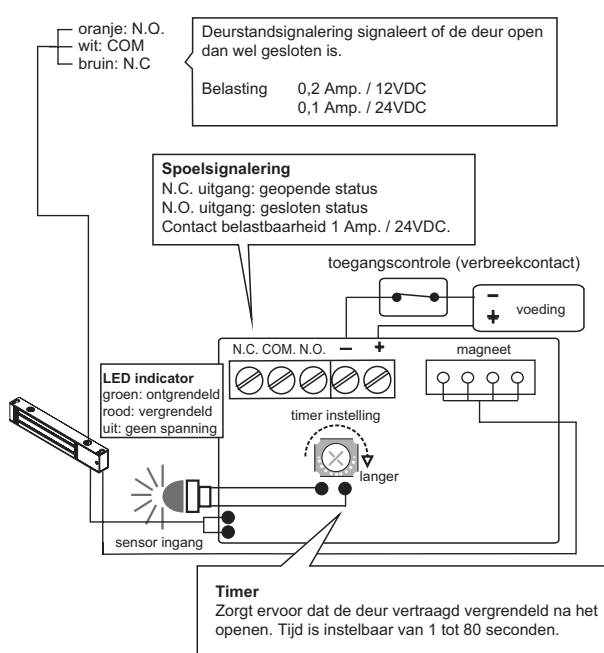 oranje: N.O.
wit: COM
bruin: N.C
Deurstandsignalering signaleert of de deur open
dan wel gesloten is.
Belasting 0,2 Amp. / 12VDC
0,1 Amp. / 24VDC
Spoelsignalering
N.C. uitgang: geopende status
N.O. uitgang: gesloten status
Contact belastbaarheid 1 Amp. / 24VDC.
toegangscontrole (verbreekcontact)
− +
voeding
N.C. COM. N.O. − +
magneet
LED indicator
groen: ontgrendeld
rood: vergrendeld
uit: geen spanning
timer instelling
langer
sensor ingang
Timer
Zorgt ervoor dat de deur vertraagd vergrendeld na het
openen. Tijd is instelbaar van 1 tot 80 seconden.